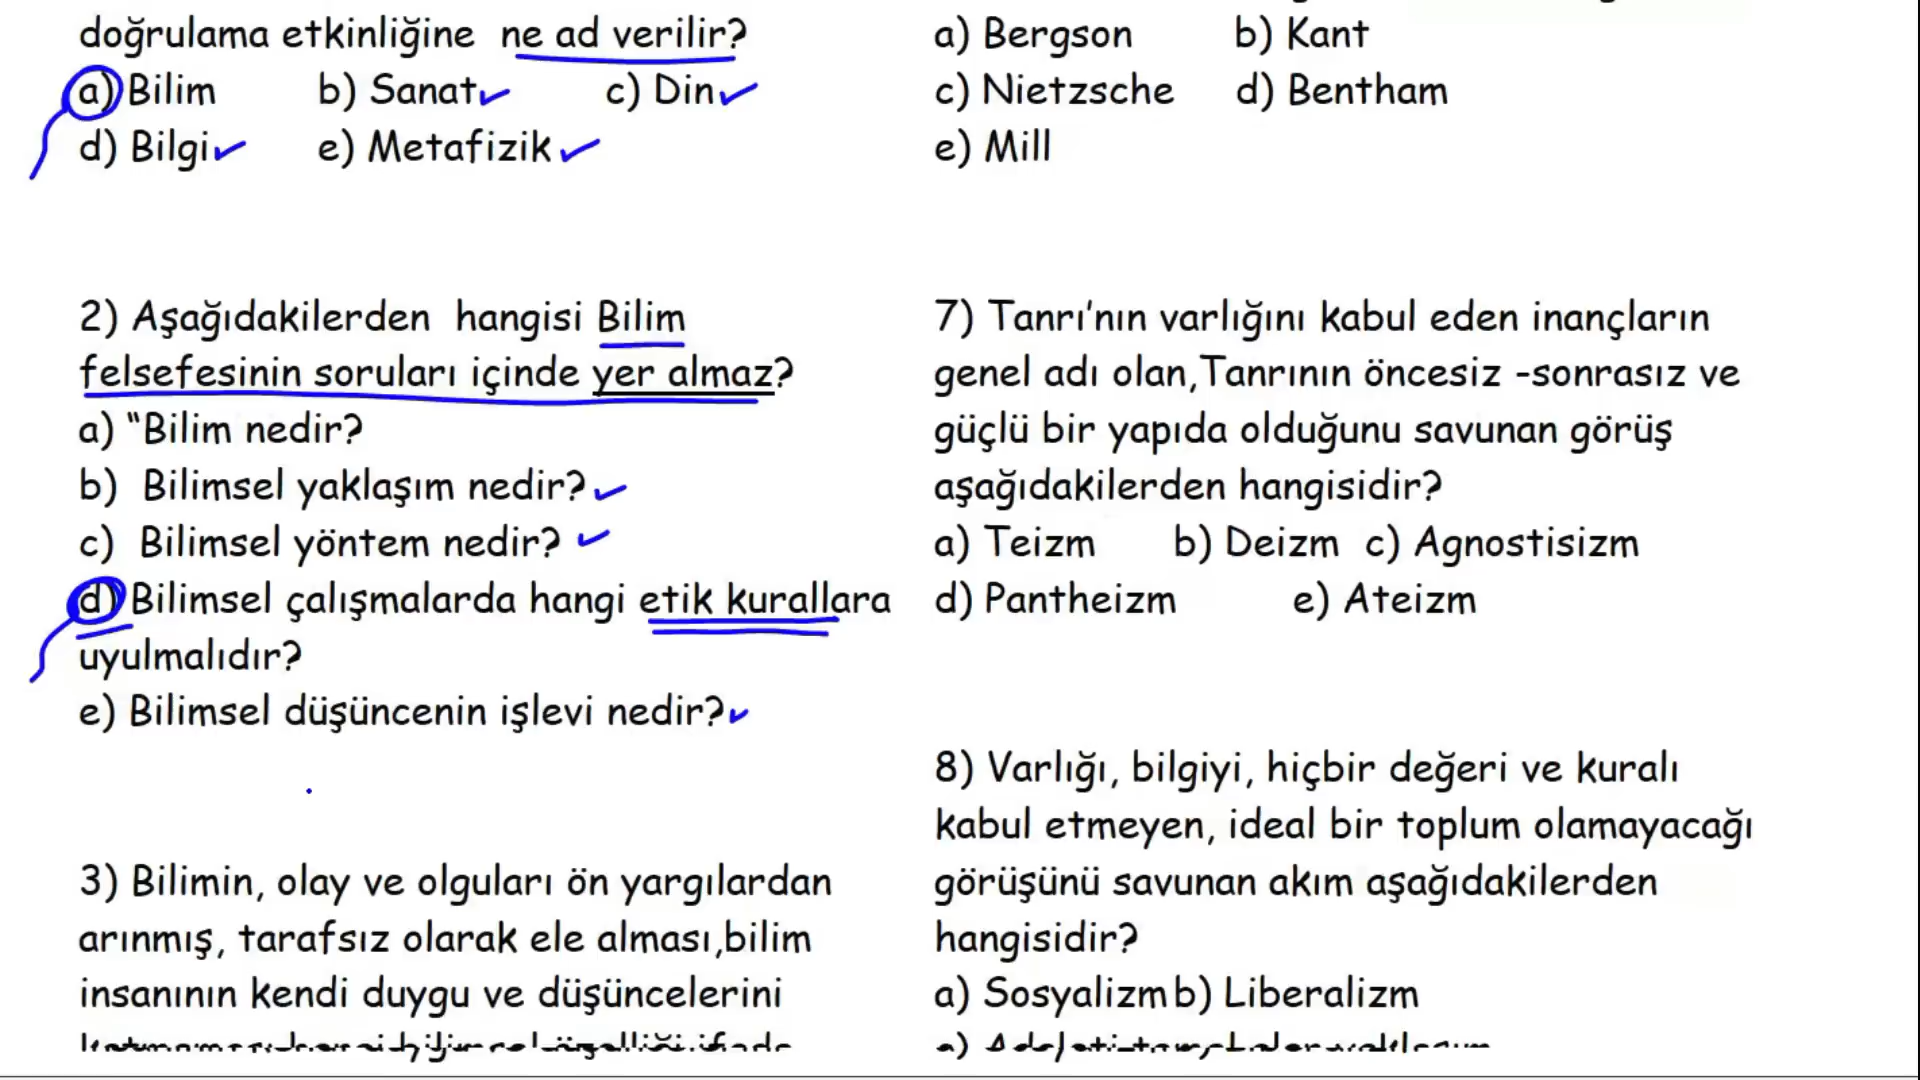 doğrulama etkinliğine ne ad verilir?
a) Bilim b) Sanat c) Din
d) Bilgi e) Metafizik
2) Aşağıdakilerden hangisi Bilim
felsefesinin soruları içinde yer almaz?
a) “Bilim nedir?
b) Bilimsel yaklaşım nedir?
c) Bilimsel yöntem nedir?
d) Bilimsel çalışmalarda hangi etik kurallara
uyulmalıdır?
e) Bilimsel düşüncenin işlevi nedir?
3) Bilimin, olay ve olguları ön yargılardan
arınmış, tarafsız olarak ele alması,bilim
insanının kendi duygu ve düşüncelerini
a) Bergson b) Kant
c) Nietzsche d) Bentham
e) Mill
7) Tanrı’nın varlığını kabul eden inançların
genel adı olan,Tanrının öncesiz -sonrasız ve
güçlü bir yapıda olduğunu savunan görüş
aşağıdakilerden hangisidir?
a) Teizm b) Deizm c) Agnostisizm
d) Pantheizm e) Ateizm
8) Varlığı, bilgiyi, hiçbir değeri ve kuralı
kabul etmeyen, ideal bir toplum olamayacağı
görüşünü savunan akım aşağıdakilerden
hangisidir?
a) Sosyalizm b) Liberalizm